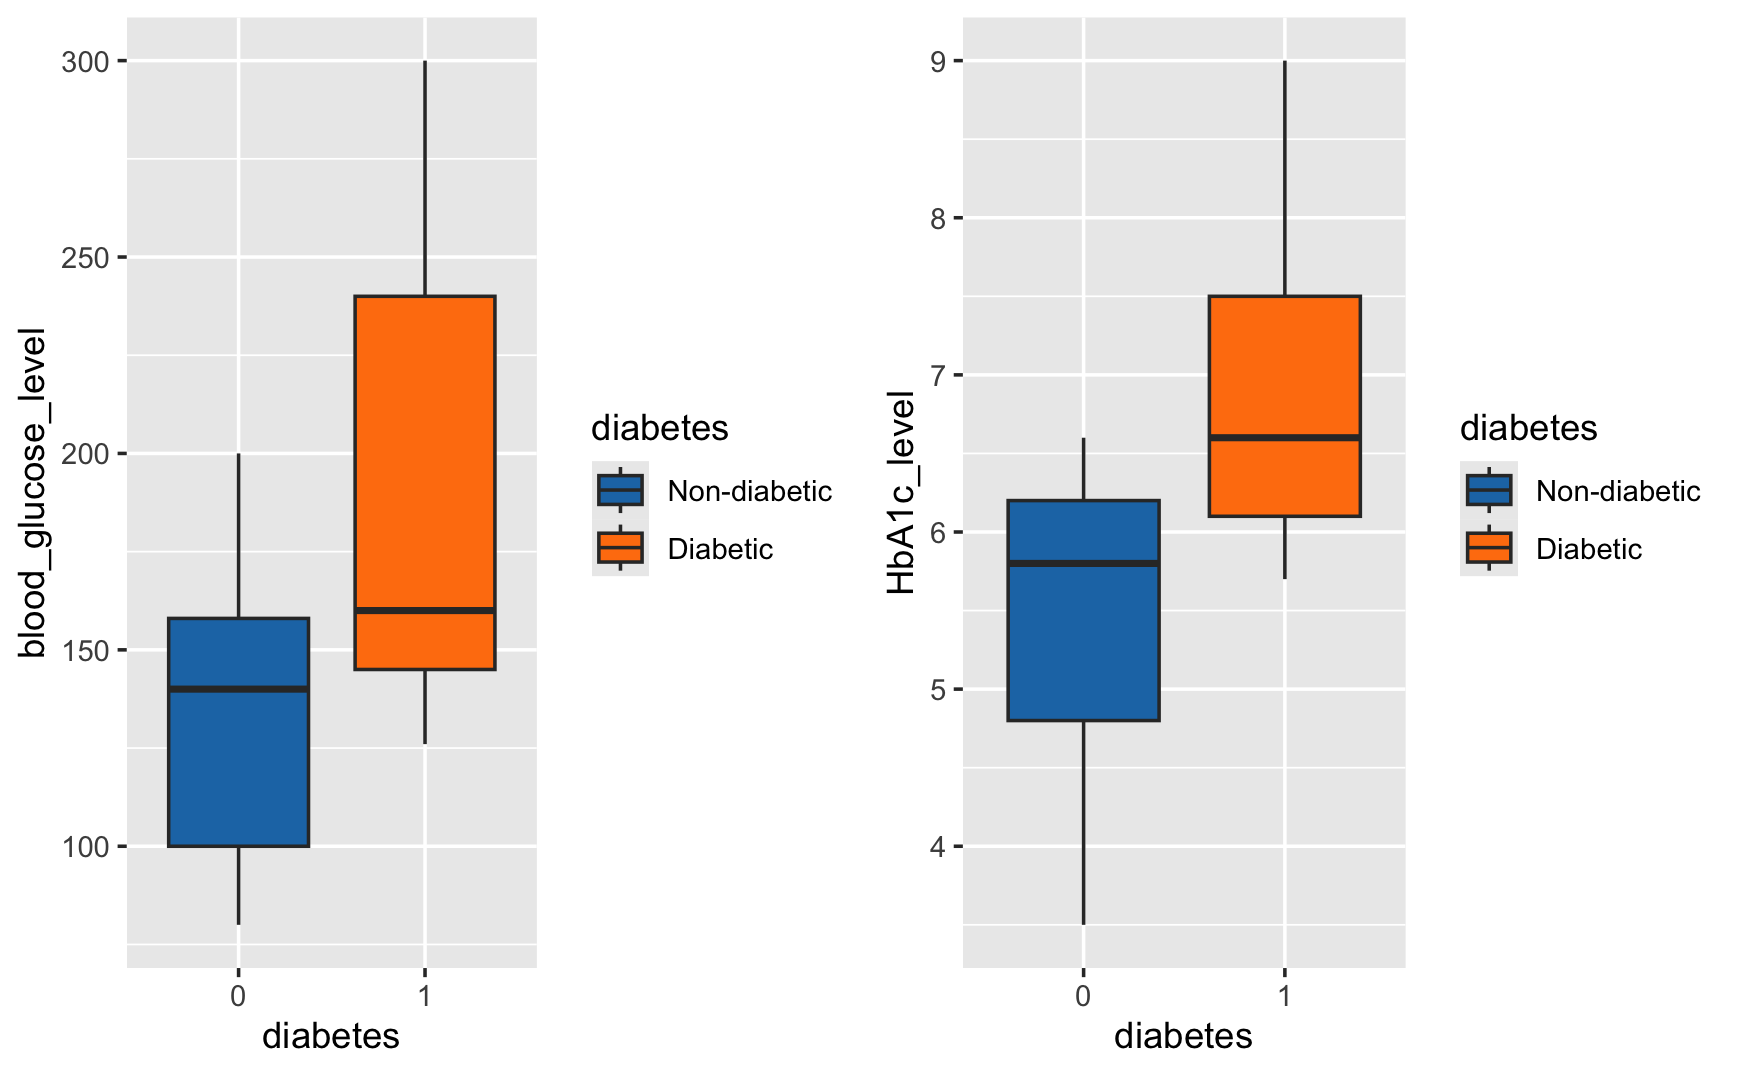 blood_glucose_level
300
250
200
150
100
0 1
diabetes
diabetes
Non-diabetic
Diabetic
HbA1c_level
9
8
7
6
5
4
0 1
diabetes
diabetes
Non-diabetic
Diabetic